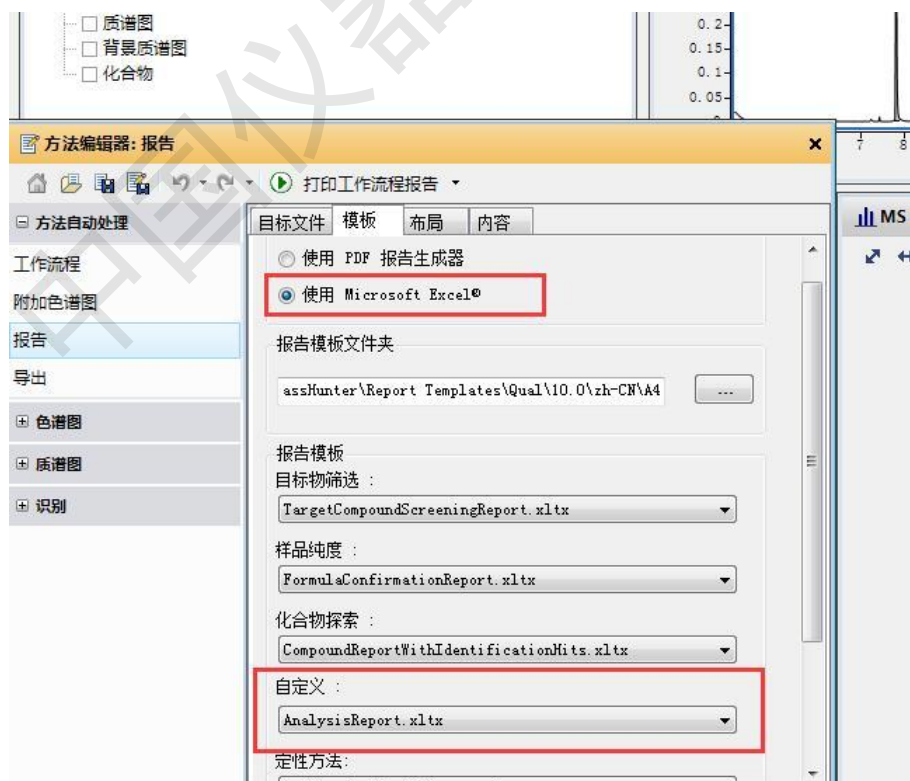 质谱图
背景质谱图
化合物
0.2
0.15
0.1
0.05
方法编辑器: 报告
打印工作流程报告
7 8
方法自动处理
目标文件 模板 布局 内容
MS
工作流程
使用 PDF 报告生成器
附加色谱图
使用 Microsoft Excel®
报告
报告模板文件夹
导出
assHunter\Report Templates\Qual\10.0\zh-CN\A4
...
色谱图
报告模板
质谱图
目标物筛选 :
识别
TargetCompoundScreeningReport.xltx
样品纯度 :
FormulaConfirmationReport.xltx
化合物探索 :
CompoundReportWithIdentificationHits.xltx
自定义 :
AnalysisReport.xltx
定性方法:
中国仪器